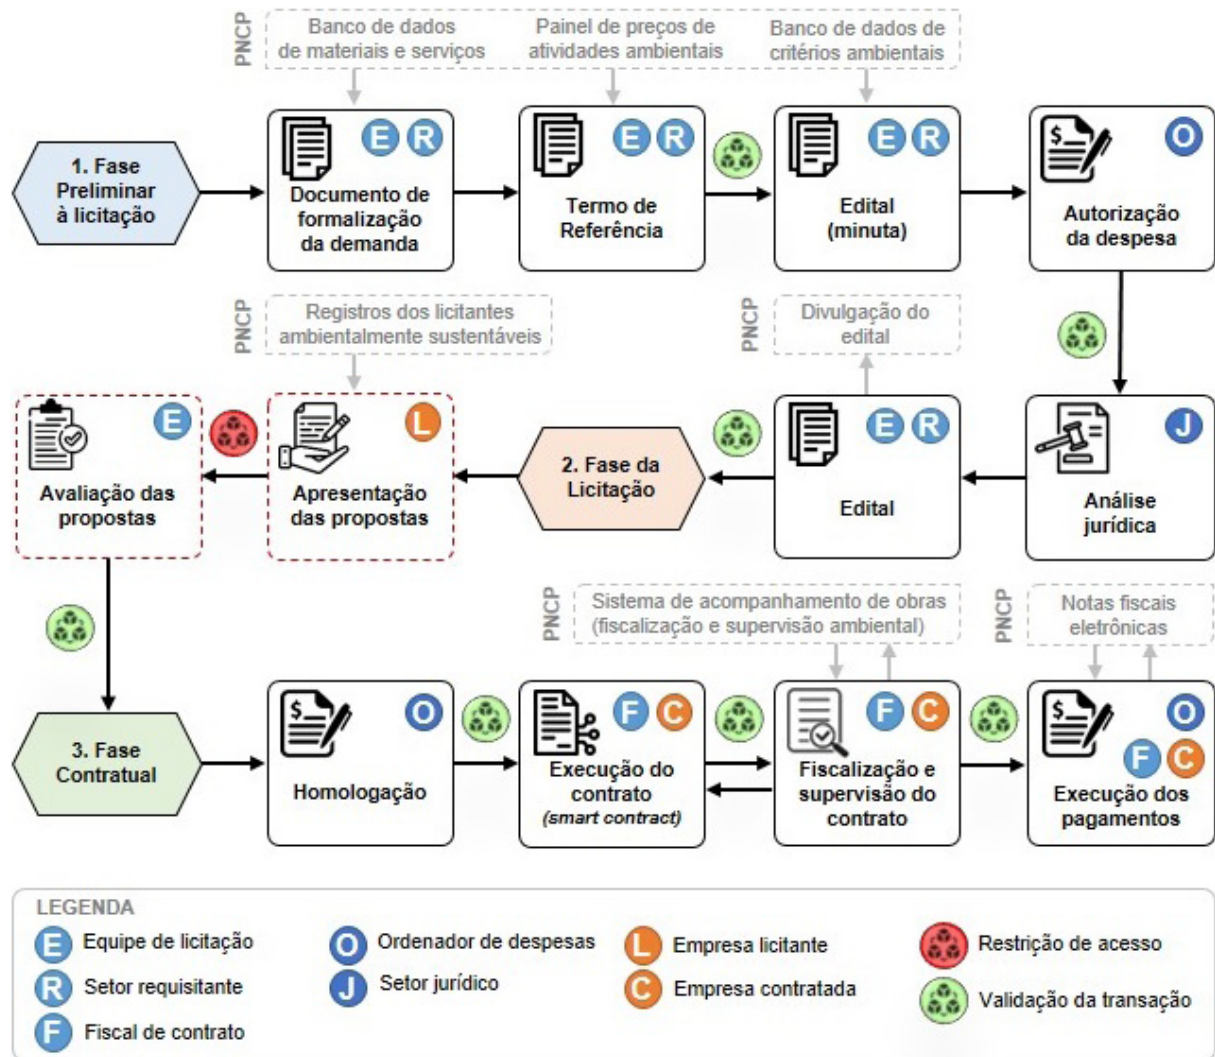 PNCP
Banco de dados
de materiais e serviços
Painel de preços de
atividades ambientais
Banco de dados de
critérios ambientais
1. Fase
Preliminar
à licitação
E R
Documento de
formalização
da demanda
E R
Termo de
Referência
E R
Edital
(minuta)
$
O
Autorização
da despesa
PNCP
Registros dos licitantes
ambientalmente sustentáveis
PNCP
Divulgação do
edital
E
Avaliação das
propostas
L
Apresentação
das propostas
2. Fase da
Licitação
E R
Edital
J
Análise
jurídica
PNCP
Sistema de acompanhamento de obras
(fiscalização e supervisão ambiental)
PNCP
Notas fiscais
eletrônicas
3. Fase
Contratual
$
O
Homologação
F C
Execução do
contrato
(smart contract)
F C
Fiscalização e
supervisão do
contrato
$
O
F C
Execução dos
pagamentos
LEGENDA
E Equipe de licitação
O Ordenador de despesas
L Empresa licitante
Restrição de acesso
R Setor requisitante
J Setor jurídico
C Empresa contratada
Validação da transação
F Fiscal de contrato